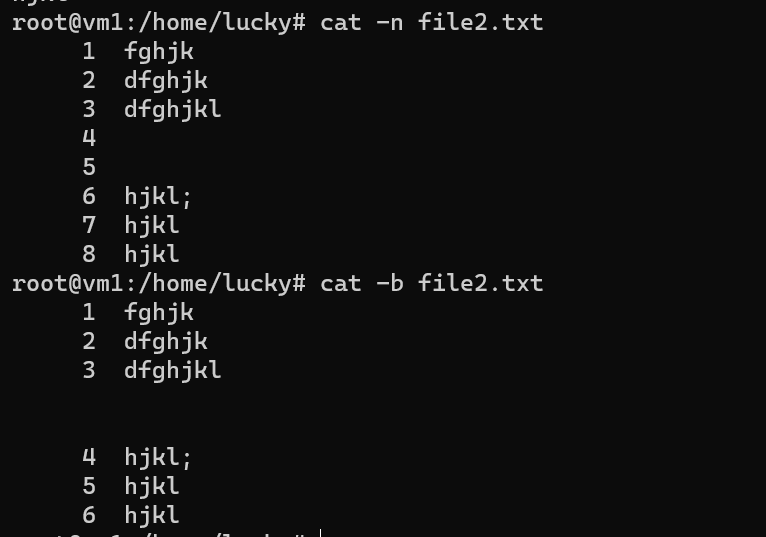 root@vm1:/home/lucky# cat -n file2.txt
     1  fghjk
     2  dfghjk
     3  dfghjkl
     4
     5
     6  hjkl;
     7  hjkl
     8  hjkl
root@vm1:/home/lucky# cat -b file2.txt
     1  fghjk
     2  dfghjk
     3  dfghjkl


     4  hjkl;
     5  hjkl
     6  hjkl